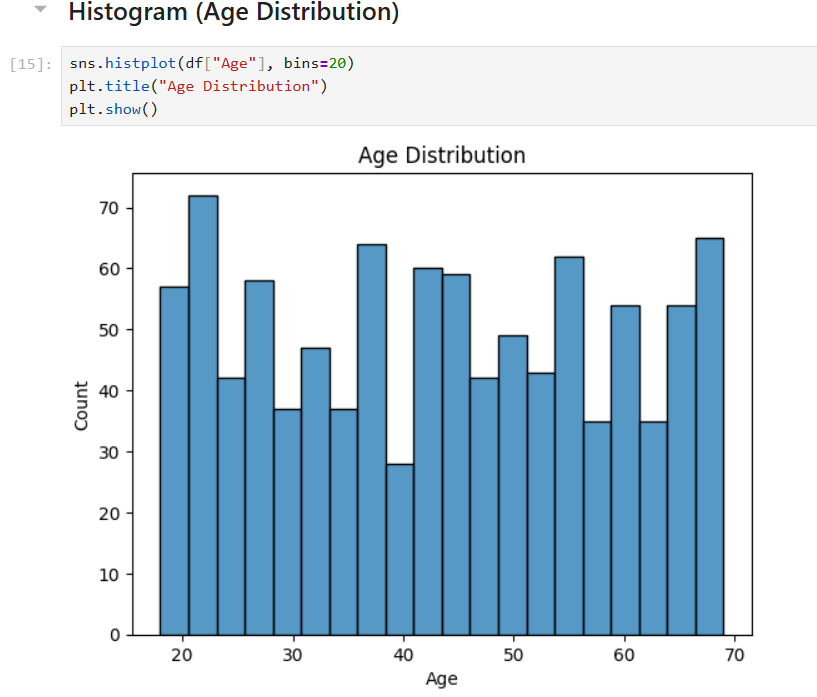 Histogram (Age Distribution)
[15]:
sns.histplot(df["Age"], bins=20)
plt.title("Age Distribution")
plt.show()
Age Distribution
70
60
50
40
30
20
10
0
Count
20 30 40 50 60 70
Age